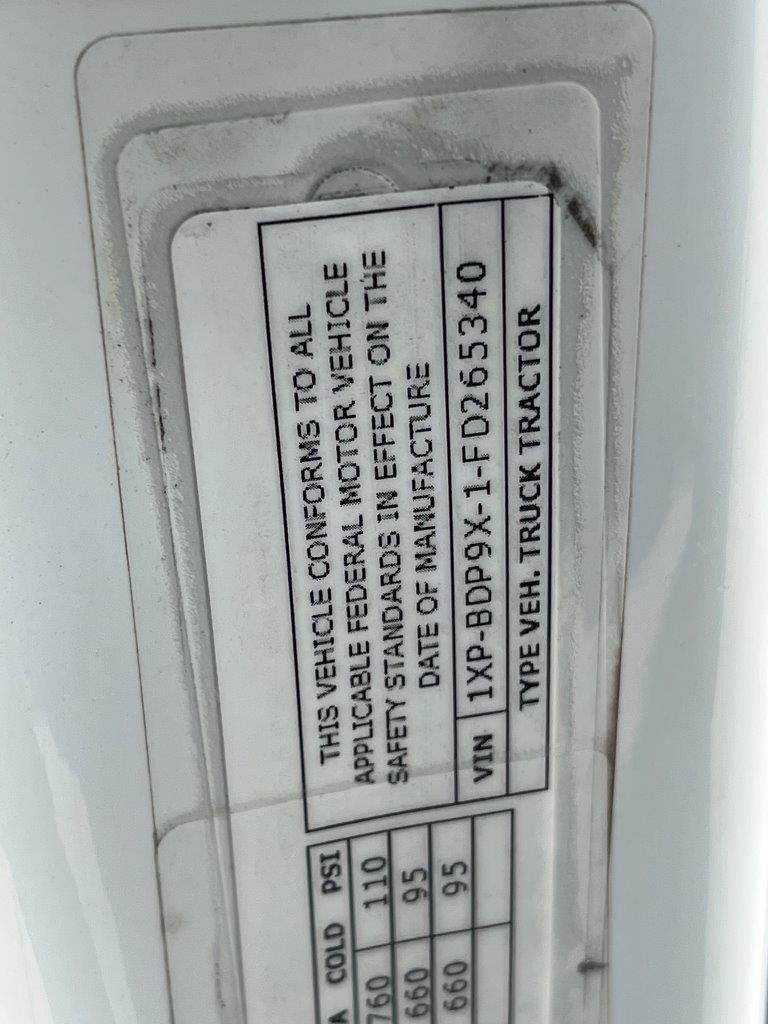 THIS VEHICLE CONFORMS TO ALL
APPLICABLE FEDERAL MOTOR VEHICLE
SAFETY STANDARDS IN EFFECT ON THE
DATE OF MANUFACTURE
VIN 1XP-BDP9X-1-FD265340
TYPE VEH. TRUCK TRACTOR
A COLD PSI
760 110
660 95
660 95